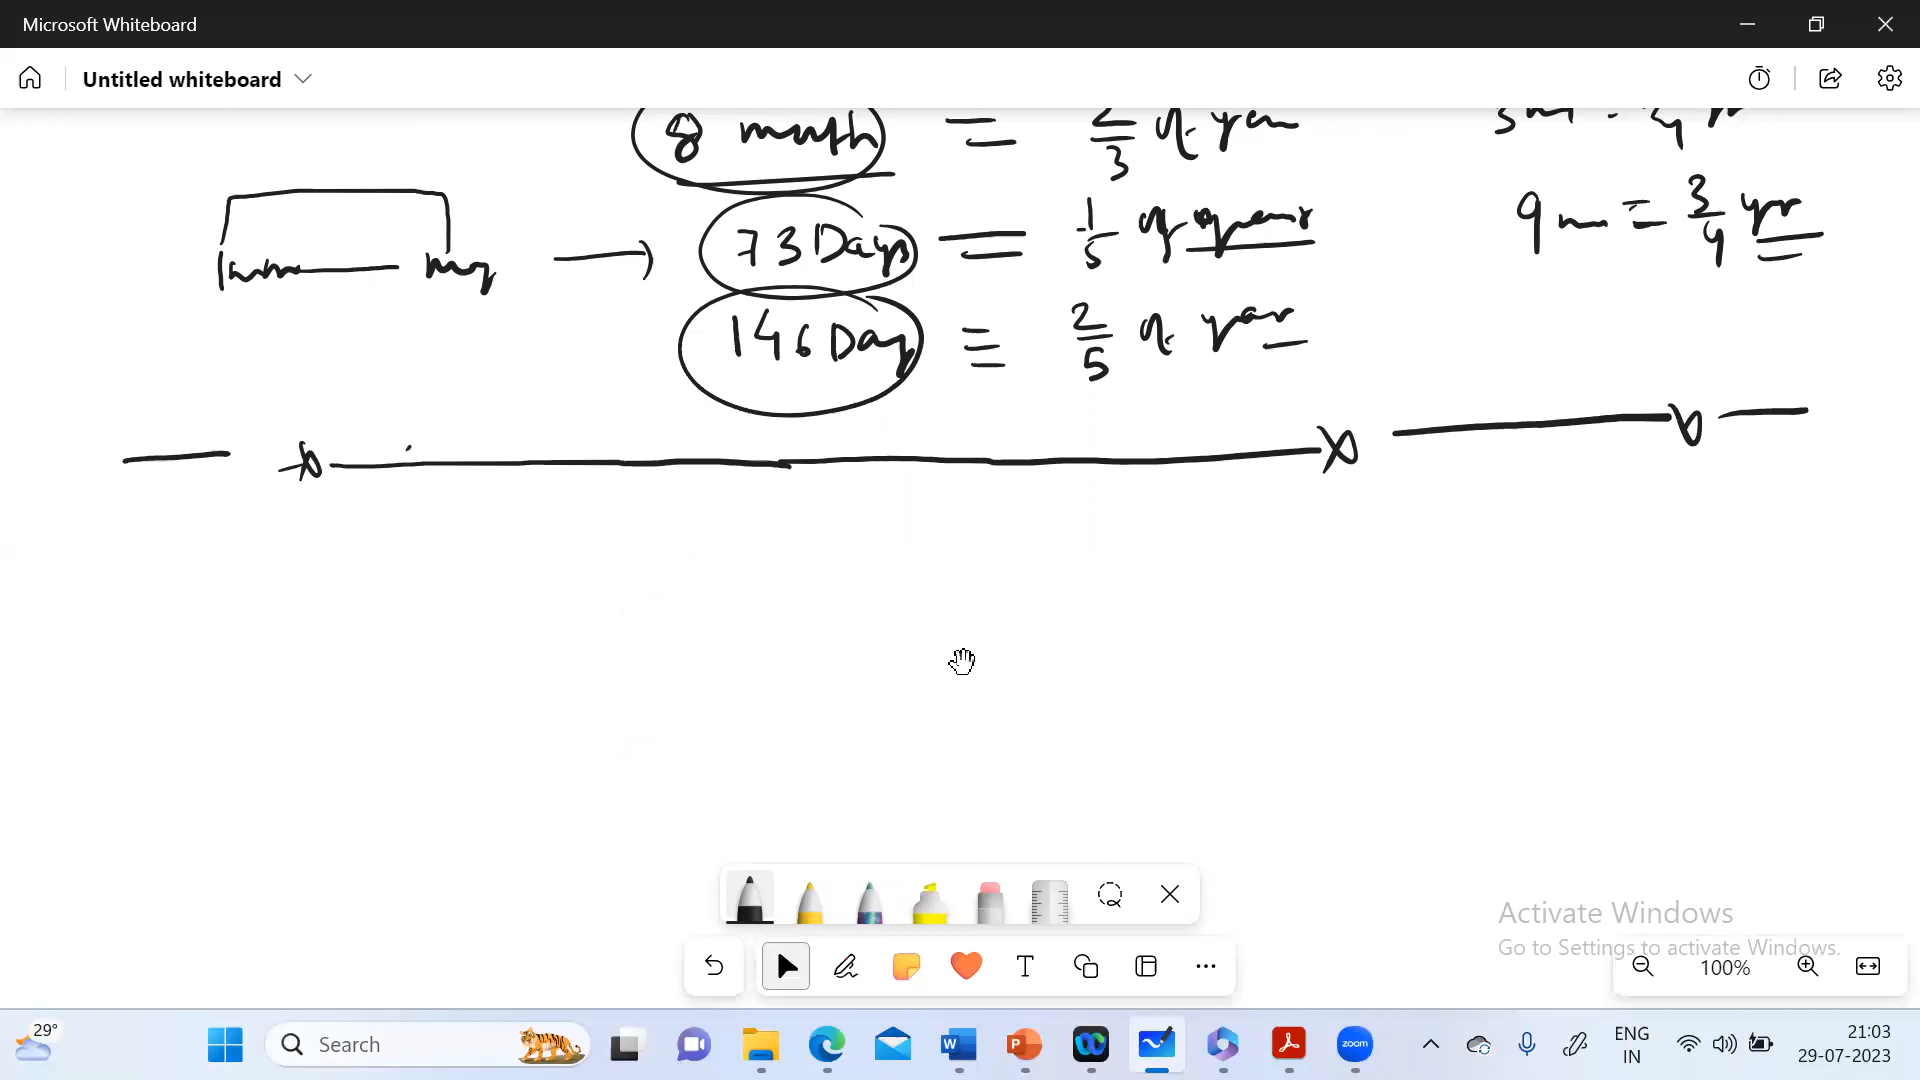 Microsoft Whiteboard
Untitled whiteboard
8 month = 2/3 of year
73 Days = 1/5 of year
9 m = 3/4 yr
146 Day = 2/5 of year
Activate Windows
Go to Settings to activate Windows.
100%
29°
Search
zoom
ENG
IN
21:03
29-07-2023